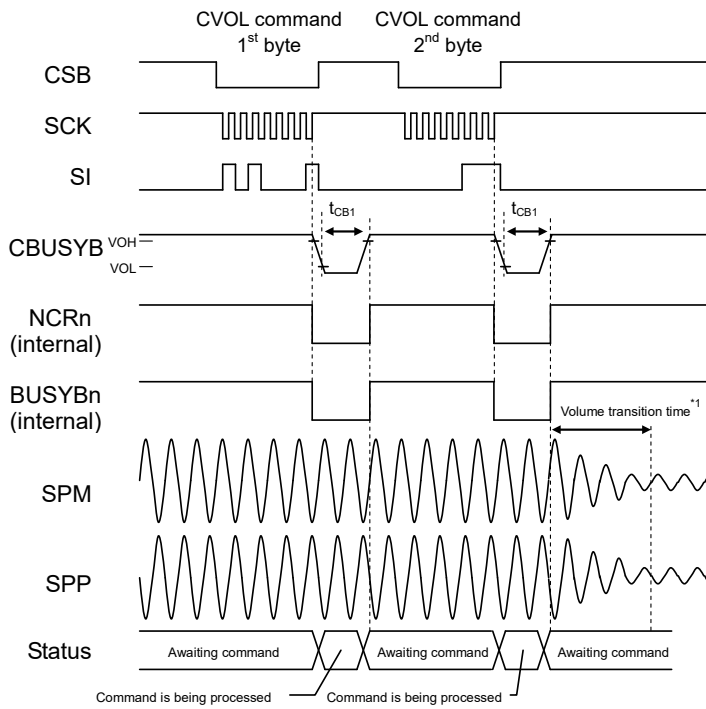 CVOL command
1st byte
CVOL command
2nd byte
CSB
SCK
SI
tCB1
tCB1
CBUSYB
VOH
VOL
NCRn
(internal)
BUSYBn
(internal)
Volume transition time*1
SPM
SPP
Status
Awaiting command
Awaiting command
Awaiting command
Command is being processed
Command is being processed